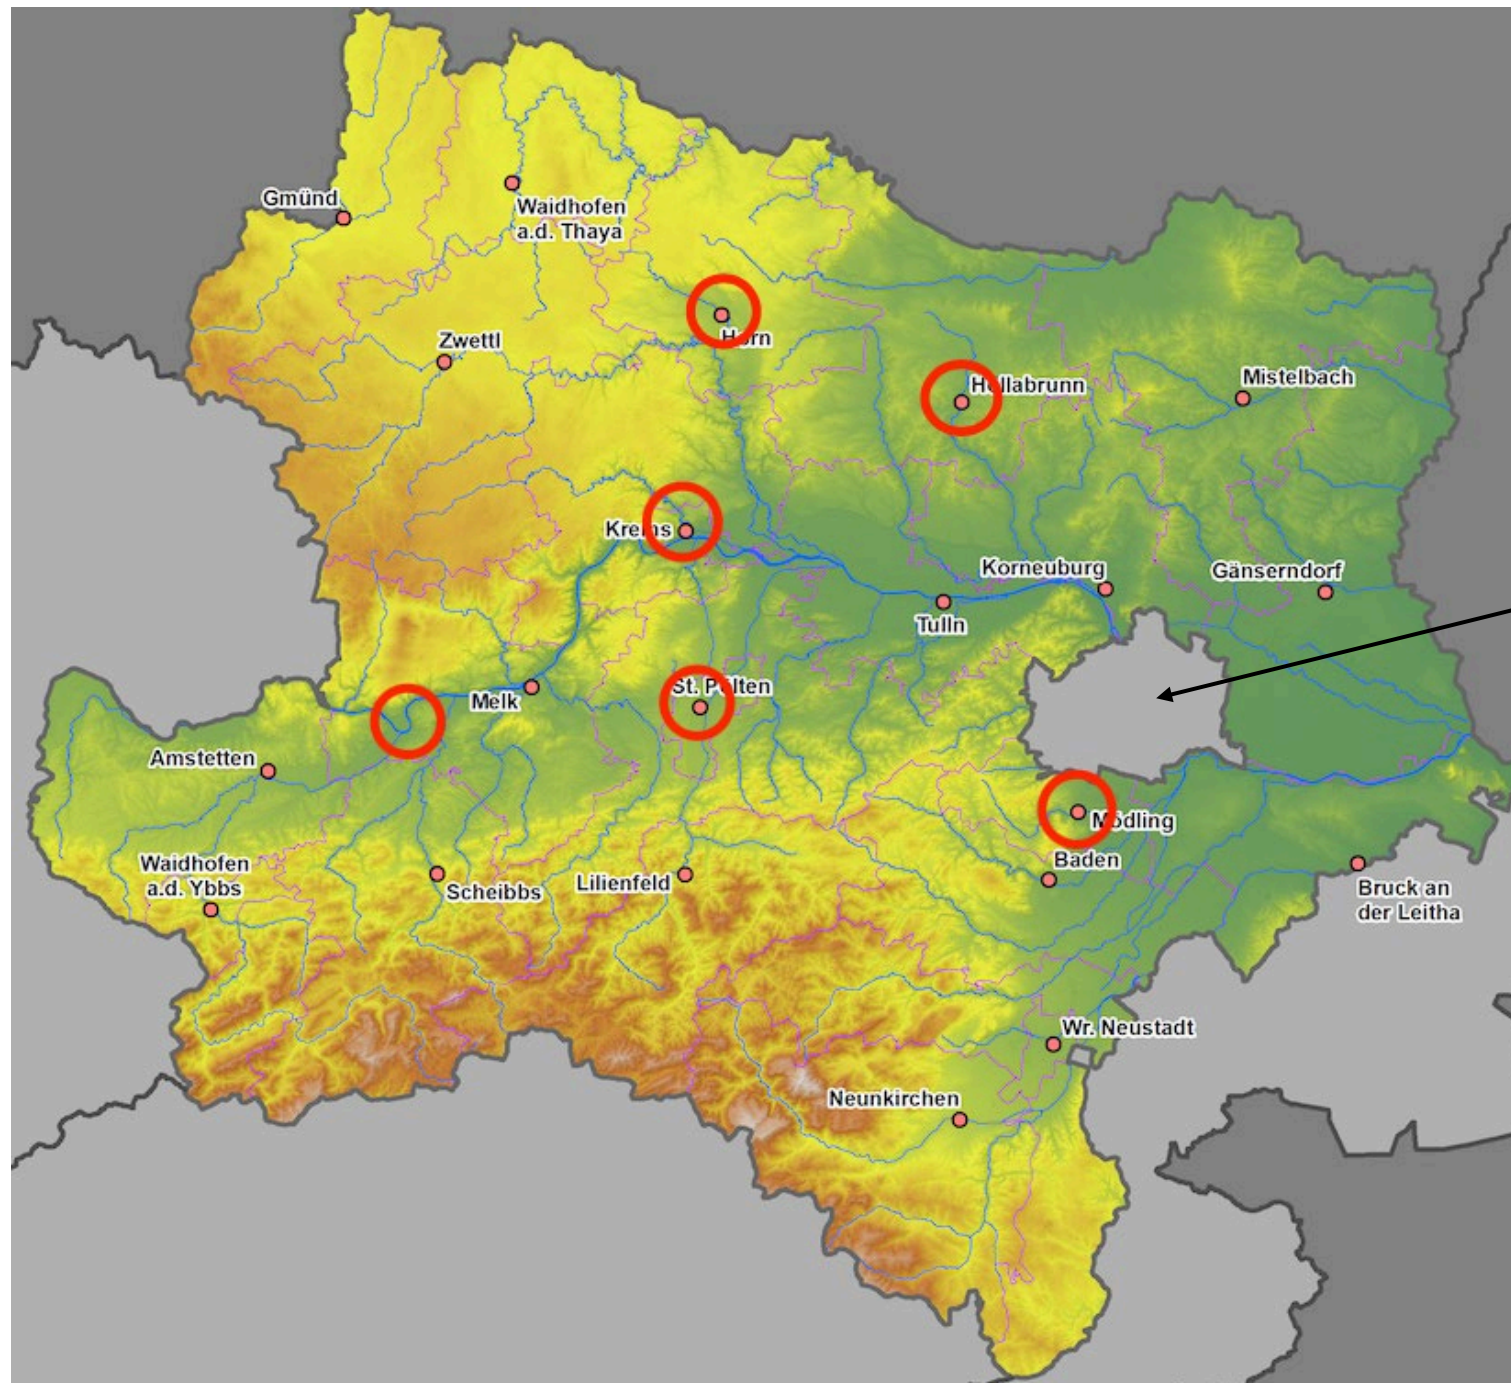 Gmünd
Waidhofen
a.d. Thaya
Horn
Zwettl
Hollabrunn
Mistelbach
Krems
Korneuburg
Gänserndorf
Tulln
St. Pölten
Melk
Amstetten
Mödling
Baden
Waidhofen
a.d. Ybbs
Scheibbs
Lilienfeld
Bruck an
der Leitha
Wr. Neustadt
Neunkirchen